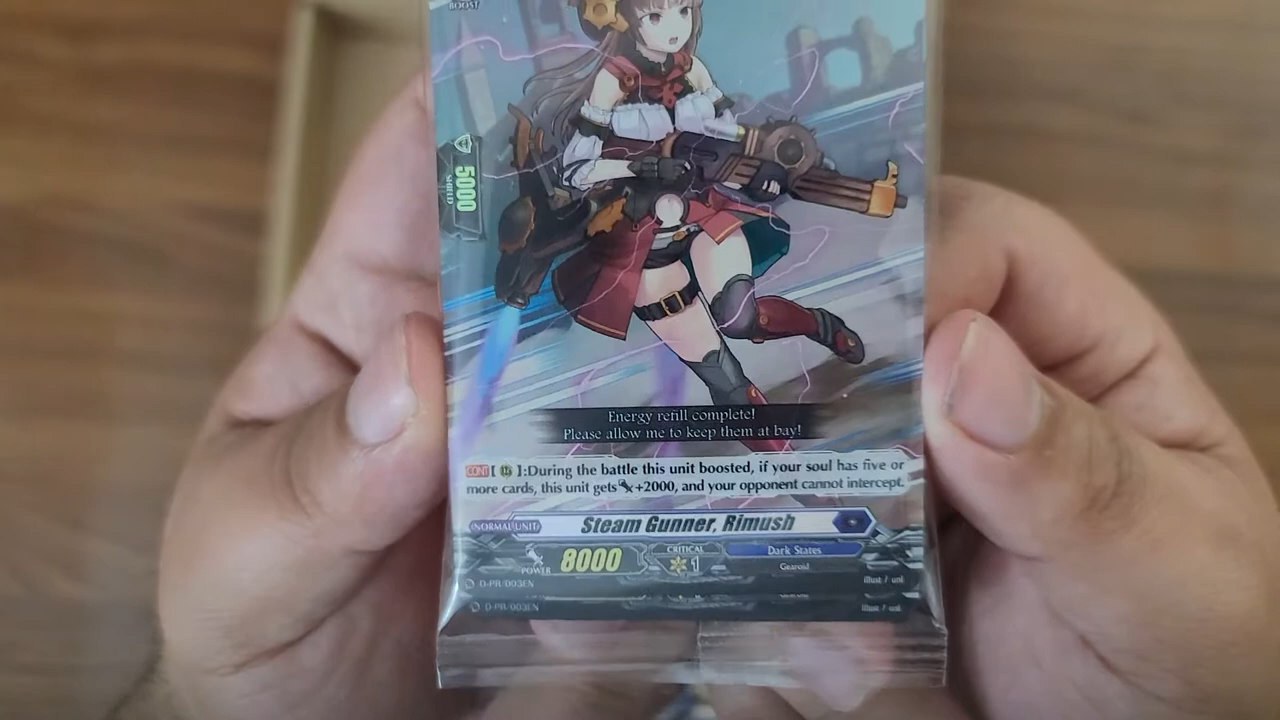 BOOST
5000
SHIELD
Energy refill complete!
Please allow me to keep them at bay!
CONT [ ]:During the battle this unit boosted, if your soul has five or
more cards, this unit gets +2000, and your opponent cannot intercept.
NORMAL UNIT
Steam Gunner, Rimush
POWER 8000
CRITICAL
1
Dark States
Gearoid
D-PR/003EN
illust / uni
D-PR/003EN
illust / uni